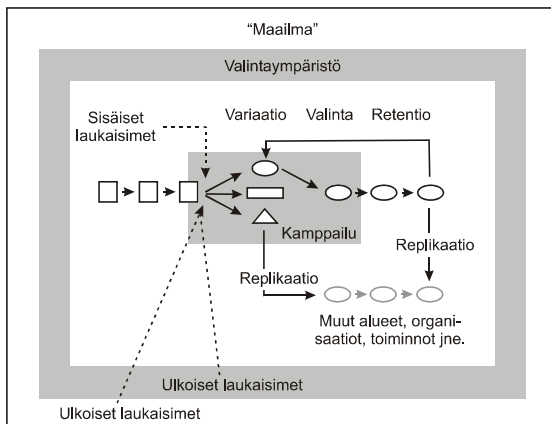 “Maailma”
Valintaympäristö
Sisäiset
laukaisimet
Variaatio Valinta Retentio
Kamppailu
Replikaatio
Replikaatio
Muut alueet, organi-
saatiot, toiminnot jne.
Ulkoiset laukaisimet
Ulkoiset laukaisimet